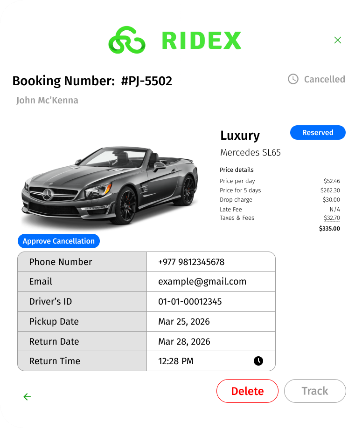 RIDEX
Booking Number: #PJ-5502
Cancelled
John Mc'Kenna
Luxury
Reserved
Mercedes SL65
Price details
Price per day $52.46
Price for 5 days $262.30
Drop charge $30.00
Late Fee N/A
Taxes & Fees $32.70
$335.00
Approve Cancellation
Phone Number +977 9812345678
Email example@gmail.com
Driver's ID 01-01-00012345
Pickup Date Mar 25, 2026
Return Date Mar 28, 2026
Return Time 12:28 PM
Delete
Track